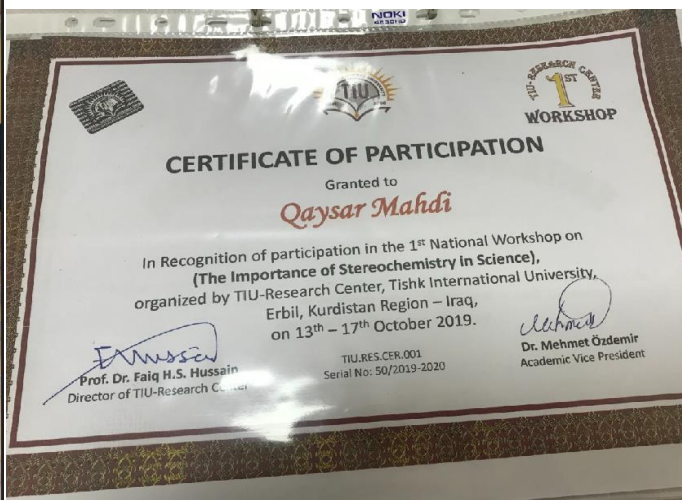 NOKI
TIU
TIU-RESEARCH CENTER
1ST
WORKSHOP
CERTIFICATE OF PARTICIPATION
Granted to
Qaysar Mahdi
In Recognition of participation in the 1st National Workshop on
(The Importance of Stereochemistry in Science),
organized by TIU-Research Center, Tishk International University,
Erbil, Kurdistan Region – Iraq,
on 13th – 17th October 2019.
Prof. Dr. Faiq H.S. Hussain
Director of TIU-Research
TIU.RES.CER.001
Serial No: 50/2019-2020
Dr. Mehmet Özdemir
Academic Vice President